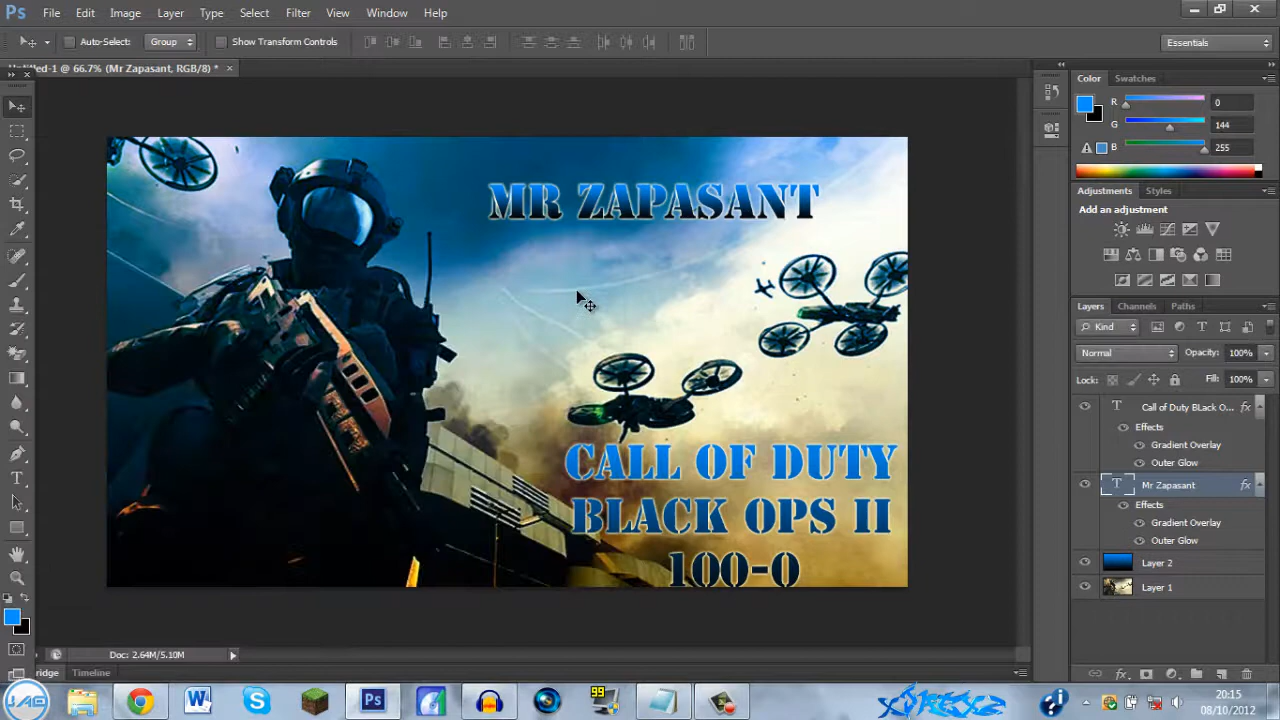 Ps File Edit Image Layer Type Select Filter View Window Help
Auto-Select: Group Show Transform Controls Essentials
@ 66.7% (Mr Zapasant, RGB/8) * ×
Color Swatches
R 0
G 144
B 255
Adjustments Styles
Add an adjustment
Layers Channels Paths
Kind
Normal Opacity: 100%
Lock: Fill: 100%
Call of Duty BLack O... fx
Effects
Gradient Overlay
Outer Glow
Mr Zapasant fx
Effects
Gradient Overlay
Outer Glow
Layer 2
Layer 1
MR ZAPASANT
CALL OF DUTY
BLACK OPS II
100-0
Doc: 2.64M/5.10M
Timeline
99
20:15
08/10/2012